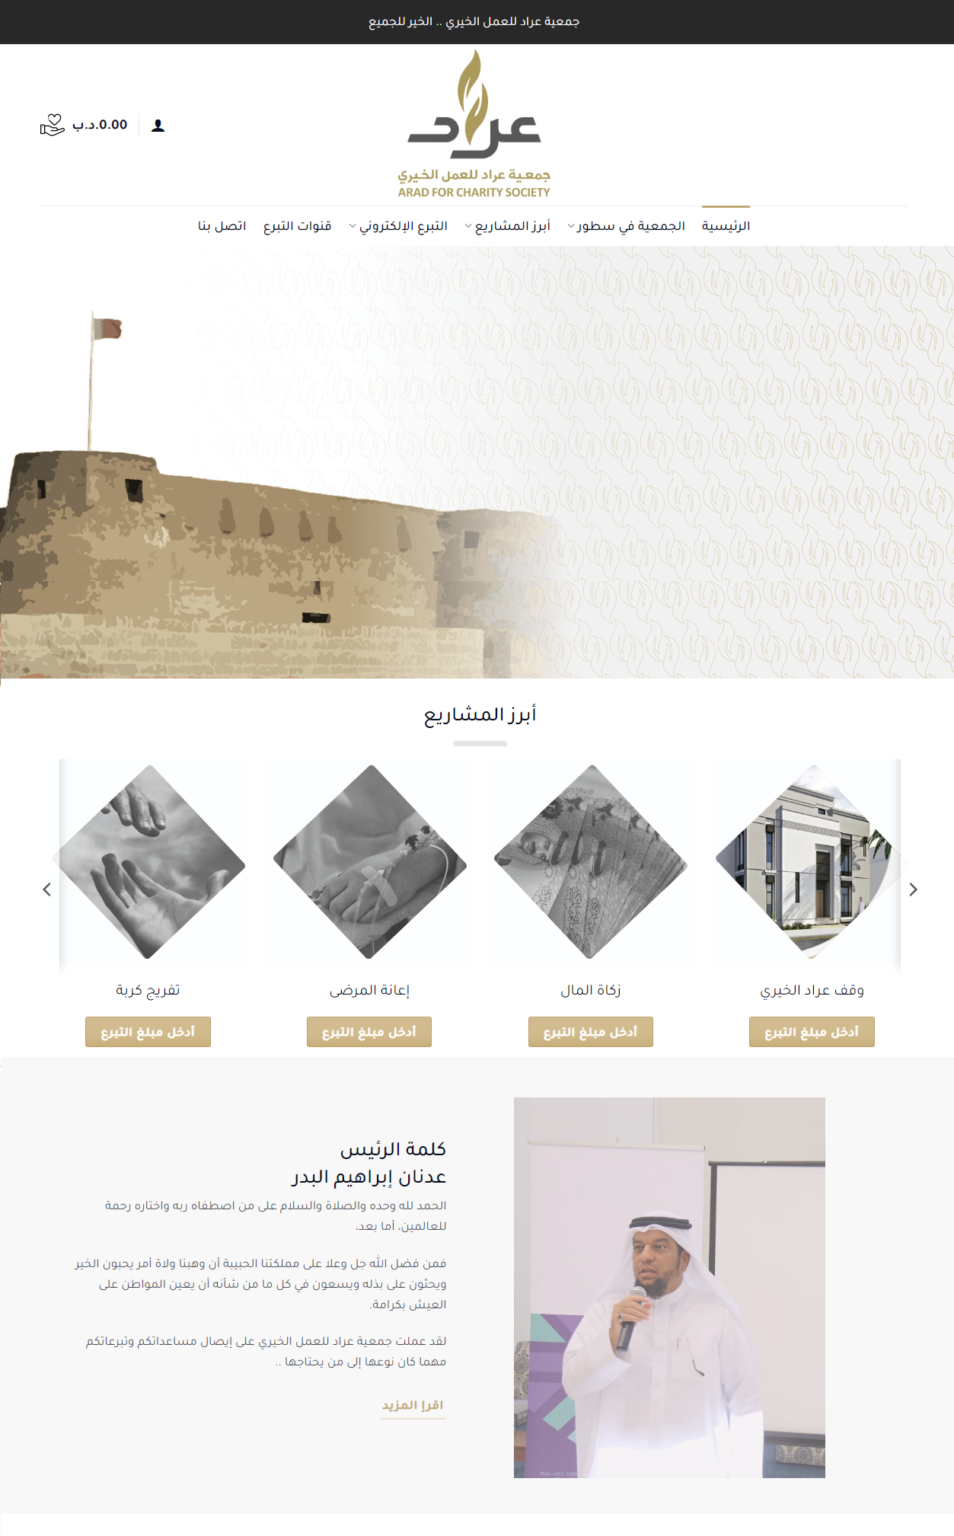 جمعية عراد للعمل الخيري .. الخير للجميع
0.00.د.ب
عراد
جمعية عراد للعمل الخيري
ARAD FOR CHARITY SOCIETY
الرئيسية
الجمعية في سطور
أبرز المشاريع
التبرع الإلكتروني
قنوات التبرع
اتصل بنا
أبرز المشاريع
وقف عراد الخيري
أدخل مبلغ التبرع
زكاة المال
أدخل مبلغ التبرع
إعانة المرضى
أدخل مبلغ التبرع
تفريج كربة
أدخل مبلغ التبرع
كلمة الرئيس
عدنان إبراهيم البدر
الحمد لله وحده والصلاة والسلام على من اصطفاه ربه واختاره رحمة
للعالمين، أما بعد،
فمن فضل الله جل وعلا على مملكتنا الحبيبة أن وهبنا ولاة أمر يحبون الخير
ويحثون على بذله ويسعون في كل ما من شأنه أن يعين المواطن على
العيش بكرامة.
لقد عملت جمعية عراد للعمل الخيري على إيصال مساعداتكم وتبرعاتكم
مهما كان نوعها إلى من يحتاجها ..
اقرأ المزيد